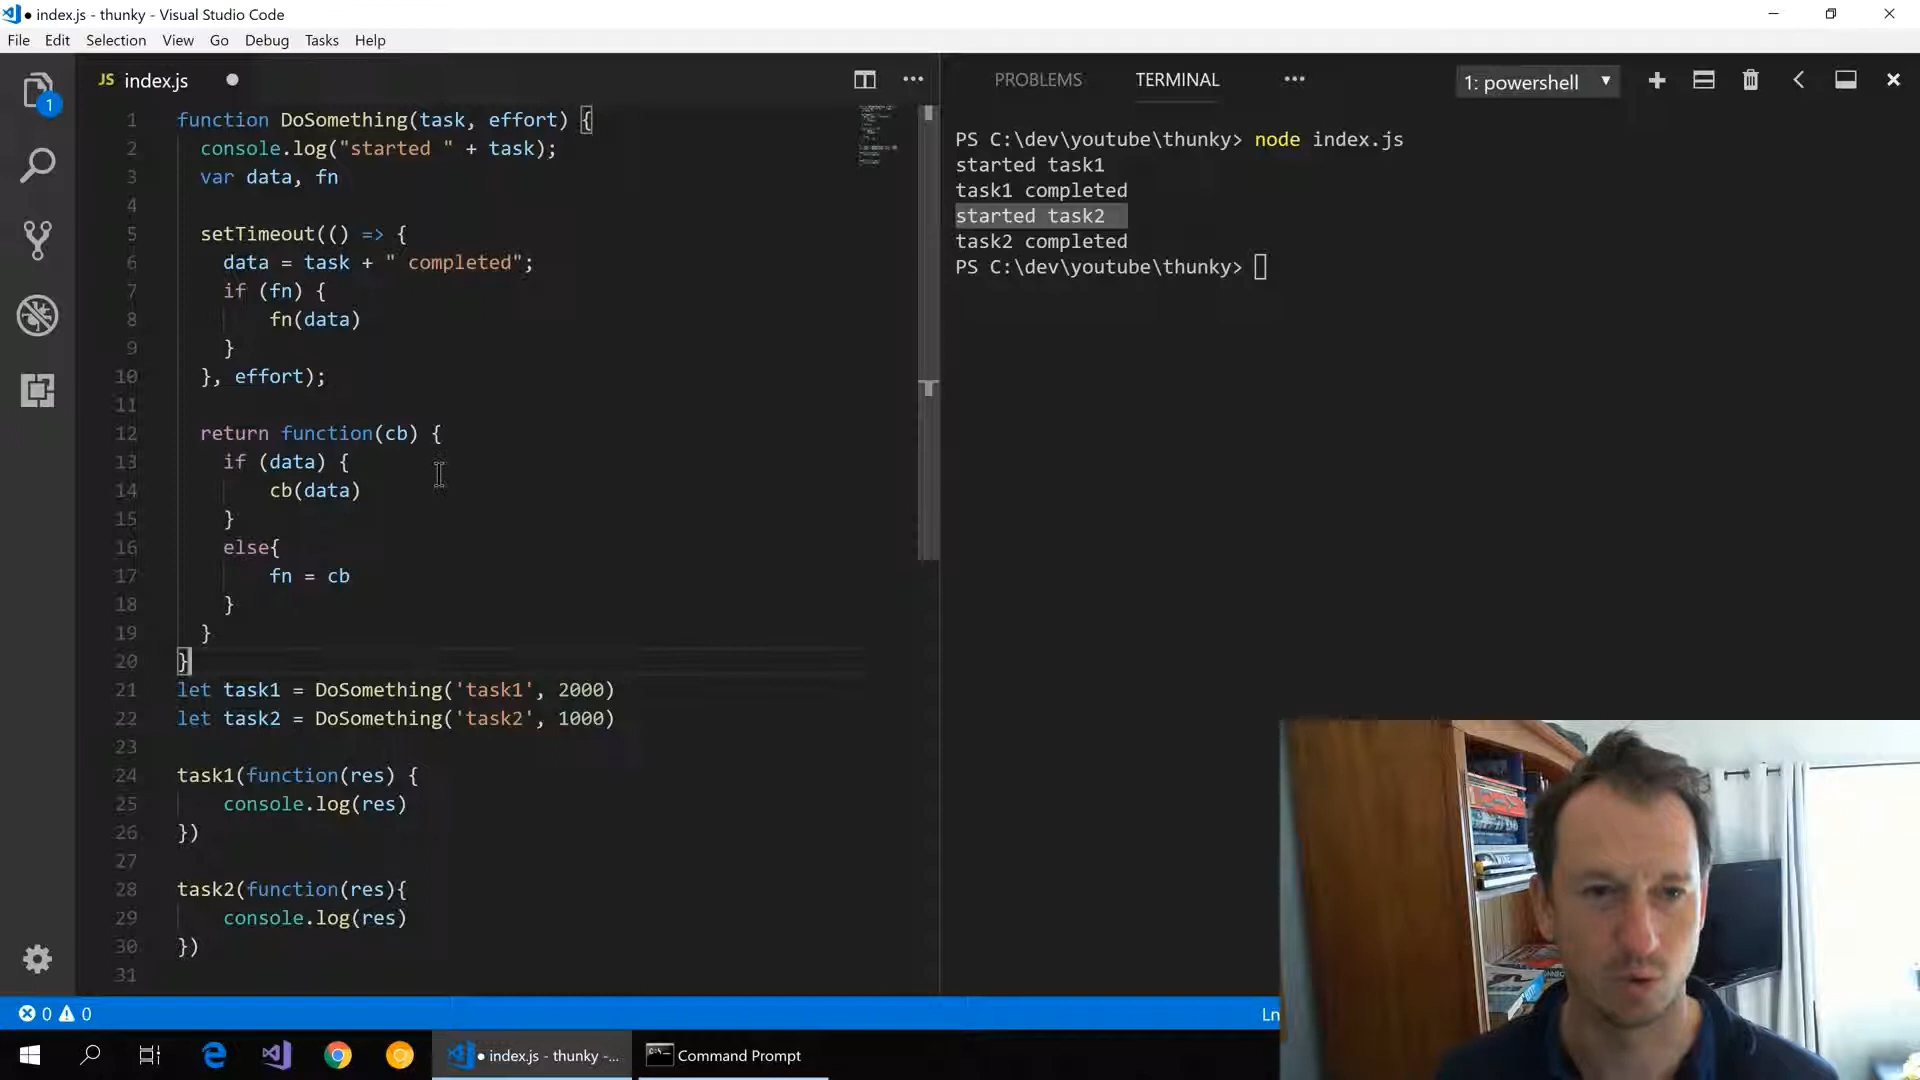 index.js - thunky - Visual Studio Code
File Edit Selection View Go Debug Tasks Help
1
JS index.js
PROBLEMS TERMINAL
1: powershell
1 function DoSomething(task, effort) {
2 console.log("started " + task);
3 var data, fn
4
5 setTimeout(() => {
6 data = task + " completed";
7 if (fn) {
8 fn(data)
9 }
10 }, effort);
11
12 return function(cb) {
13 if (data) {
14 cb(data)
15 }
16 else{
17 fn = cb
18 }
19 }
20 }
21 let task1 = DoSomething('task1', 2000)
22 let task2 = DoSomething('task2', 1000)
23
24 task1(function(res) {
25 console.log(res)
26 })
27
28 task2(function(res){
29 console.log(res)
30 })
31
PS C:\dev\youtube\thunky> node index.js
started task1
task1 completed
started task2
task2 completed
PS C:\dev\youtube\thunky>
0 0
Ln
index.js - thunky -...
Command Prompt